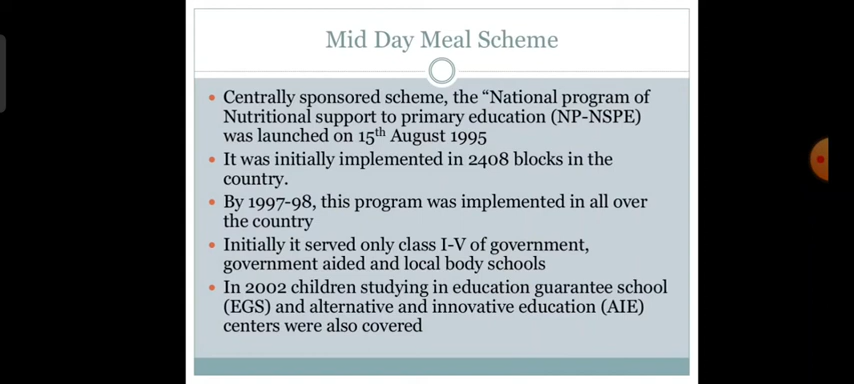 Mid Day Meal Scheme
• Centrally sponsored scheme, the “National program of
Nutritional support to primary education (NP-NSPE)
was launched on 15th August 1995
• It was initially implemented in 2408 blocks in the
country.
• By 1997-98, this program was implemented in all over
the country
• Initially it served only class I-V of government,
government aided and local body schools
• In 2002 children studying in education guarantee school
(EGS) and alternative and innovative education (AIE)
centers were also covered